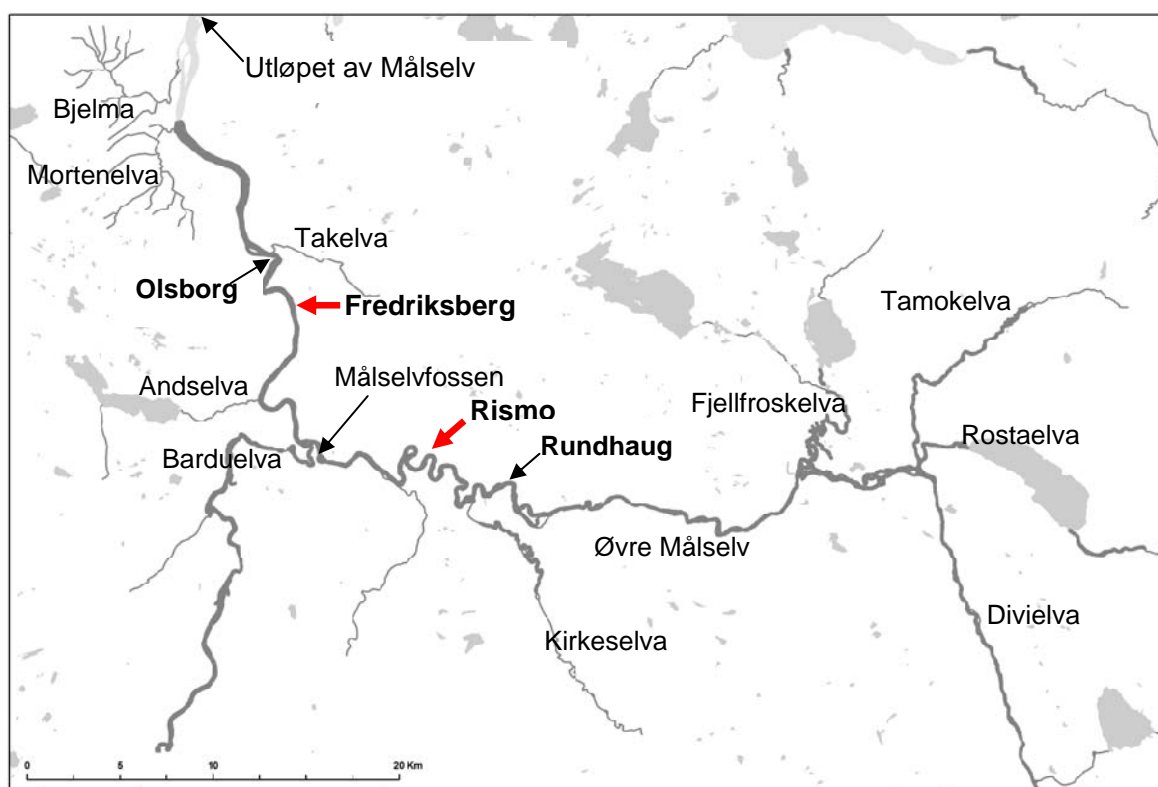 Utløpet av Målselv
Bjelma
Mortenelva
Takelva
Olsborg
Fredriksberg
Tamokelva
Andselva
Målselvfossen
Rismo
Fjellfroskelva
Rundhaug
Rostaelva
Barduelva
Øvre Målselv
Divielva
Kirkeselva
0 5 10 20 Km